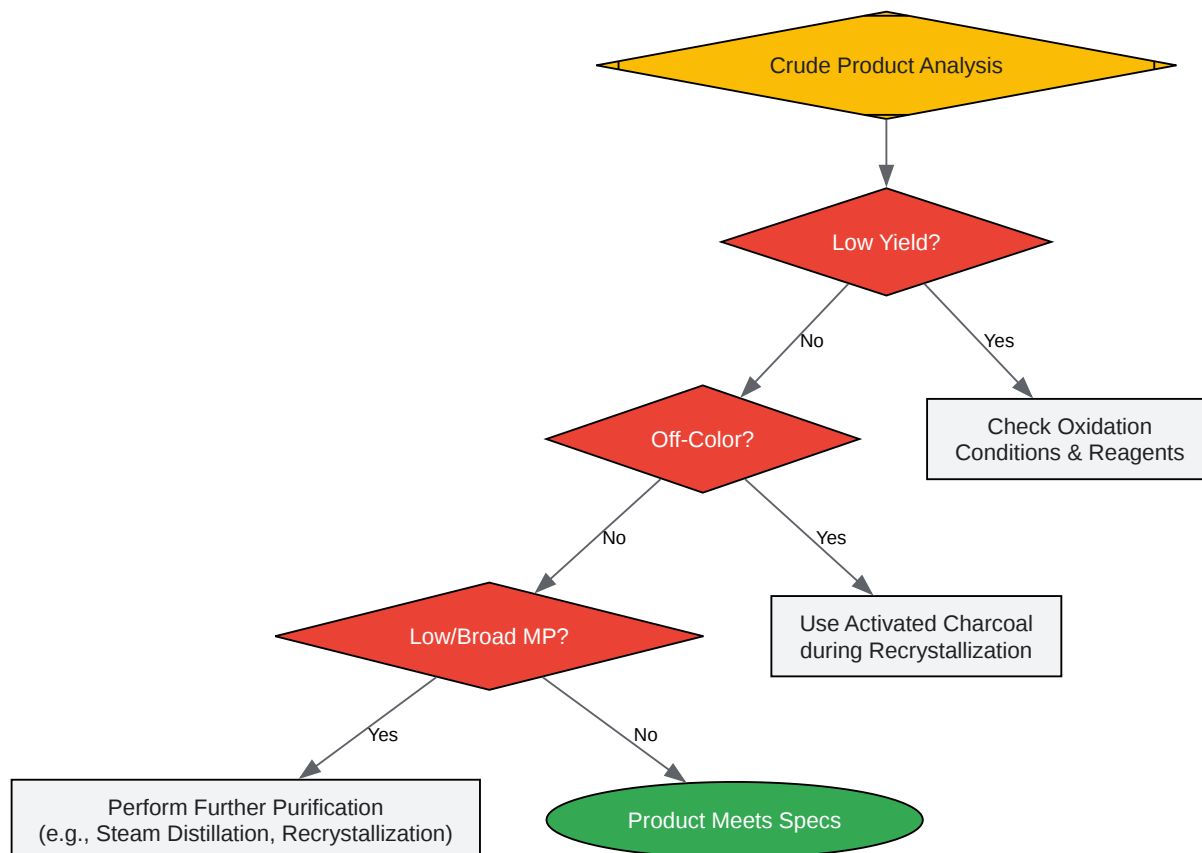 Crude Product Analysis
Low Yield?
No
Yes
Off-Color?
Check Oxidation
Conditions & Reagents
No
Yes
Low/Broad MP?
Use Activated Charcoal
during Recrystallization
Yes
No
Perform Further Purification
(e.g., Steam Distillation, Recrystallization)
Product Meets Specs